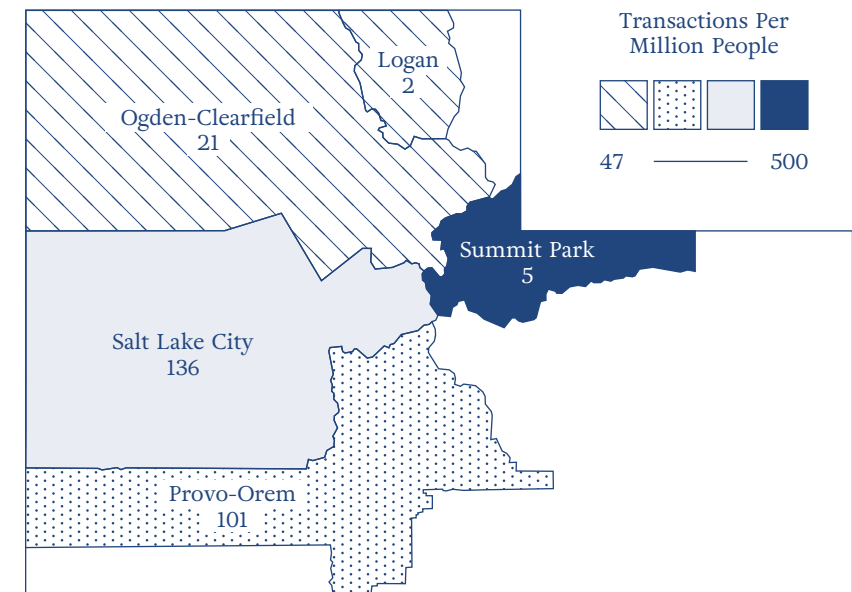 Transactions Per
Million People
47
500
Logan
2
Ogden-Clearfield
21
Summit Park
5
Salt Lake City
136
Provo-Orem
101